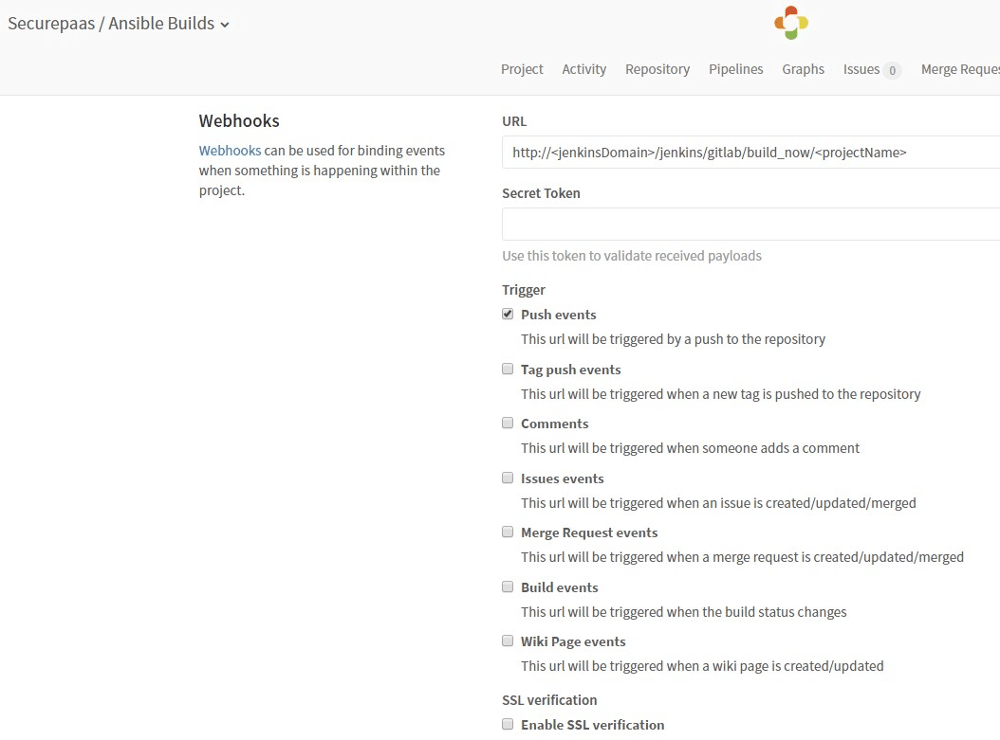 Securepaas / Ansible Builds
Project Activity Repository Pipelines Graphs Issues 0 Merge
Webhooks
Webhooks can be used for binding events
when something is happening within the
project.
URL
http://<jenkinsDomain>/jenkins/gitlab/build_now/<projectName>
Secret Token
Use this token to validate received payloads
Trigger
Push events
This url will be triggered by a push to the repository
Tag push events
This url will be triggered when a new tag is pushed to the repository
Comments
This url will be triggered when someone adds a comment
Issues events
This url will be triggered when an issue is created/updated/merged
Merge Request events
This url will be triggered when a merge request is created/updated/merged
Build events
This url will be triggered when the build status changes
Wiki Page events
This url will be triggered when a wiki page is created/updated
SSL verification
Enable SSL verification